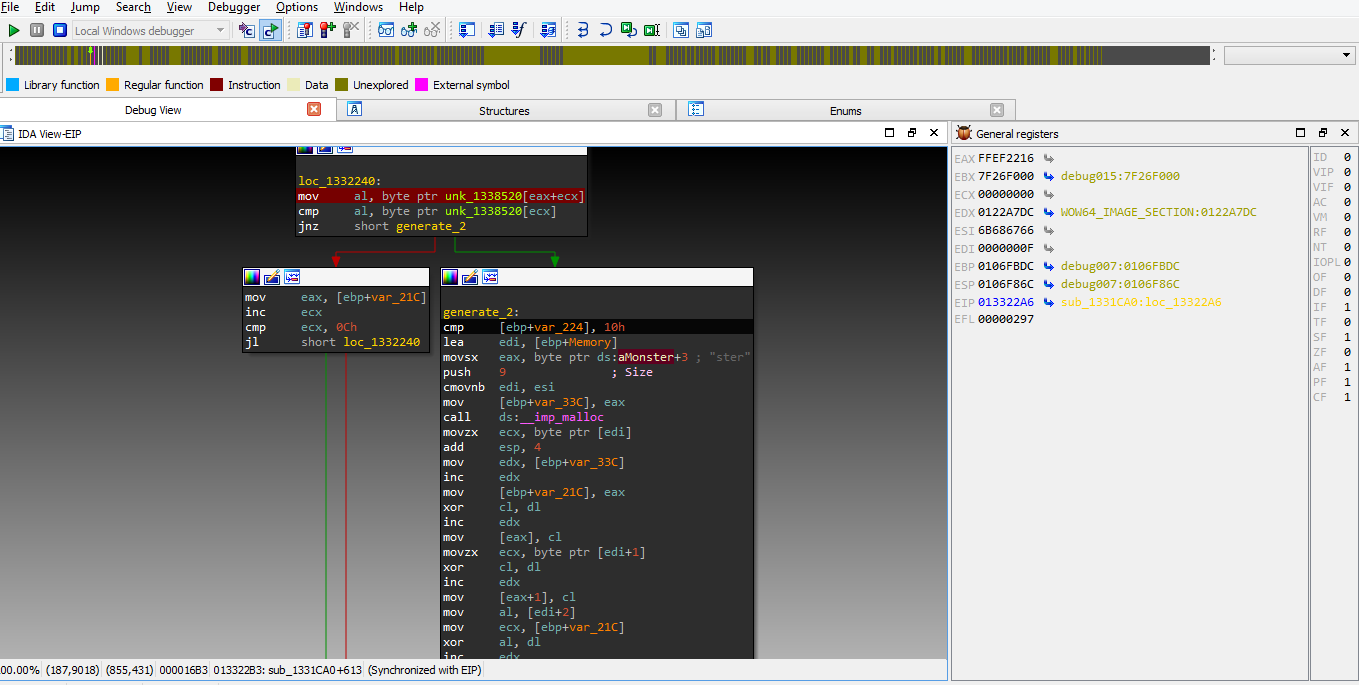 File Edit Jump Search View Debugger Options Windows Help
Local Windows debugger
Library function Regular function Instruction Data Unexplored External symbol
Debug View Structures Enums
IDA View-EIP
loc_1332240:
mov al, byte ptr unk_1338520[eax+ecx]
cmp al, byte ptr unk_1338520[ecx]
jnz short generate_2
mov eax, [ebp+var_21C]
inc ecx
cmp ecx, 0Ch
jl short loc_1332240
generate_2:
cmp [ebp+var_224], 10h
lea edi, [ebp+Memory]
movsx eax, byte ptr ds:aMonster+3 ; "ster"
push 9 ; Size
cmovnb edi, esi
mov [ebp+var_33C], eax
call ds:__imp_malloc
movzx ecx, byte ptr [edi]
add esp, 4
mov edx, [ebp+var_33C]
inc edx
mov [ebp+var_21C], eax
xor cl, dl
inc edx
mov [eax], cl
movzx ecx, byte ptr [edi+1]
xor cl, dl
inc edx
mov [eax+1], cl
mov al, [edi+2]
mov ecx, [ebp+var_21C]
xor al, dl
inc edx
00.00% (187,9018) (855,431) 000016B3 013322B3: sub_1331CA0+613 (Synchronized with EIP)
General registers
EAX FFEF2216
EBX 7F26F000 debug015:7F26F000
ECX 00000000
EDX 0122A7DC WOW64_IMAGE_SECTION:0122A7DC
ESI 6B686766
EDI 0000000F
EBP 0106FBDC debug007:0106FBDC
ESP 0106F86C debug007:0106F86C
EIP 013322A6 sub_1331CA0:loc_13322A6
EFL 00000297
ID 0
VIP 0
VIF 0
AC 0
VM 0
RF 0
NT 0
IOPL 0
OF 0
DF 0
IF 1
TF 0
SF 1
ZF 0
AF 1
PF 1
CF 1